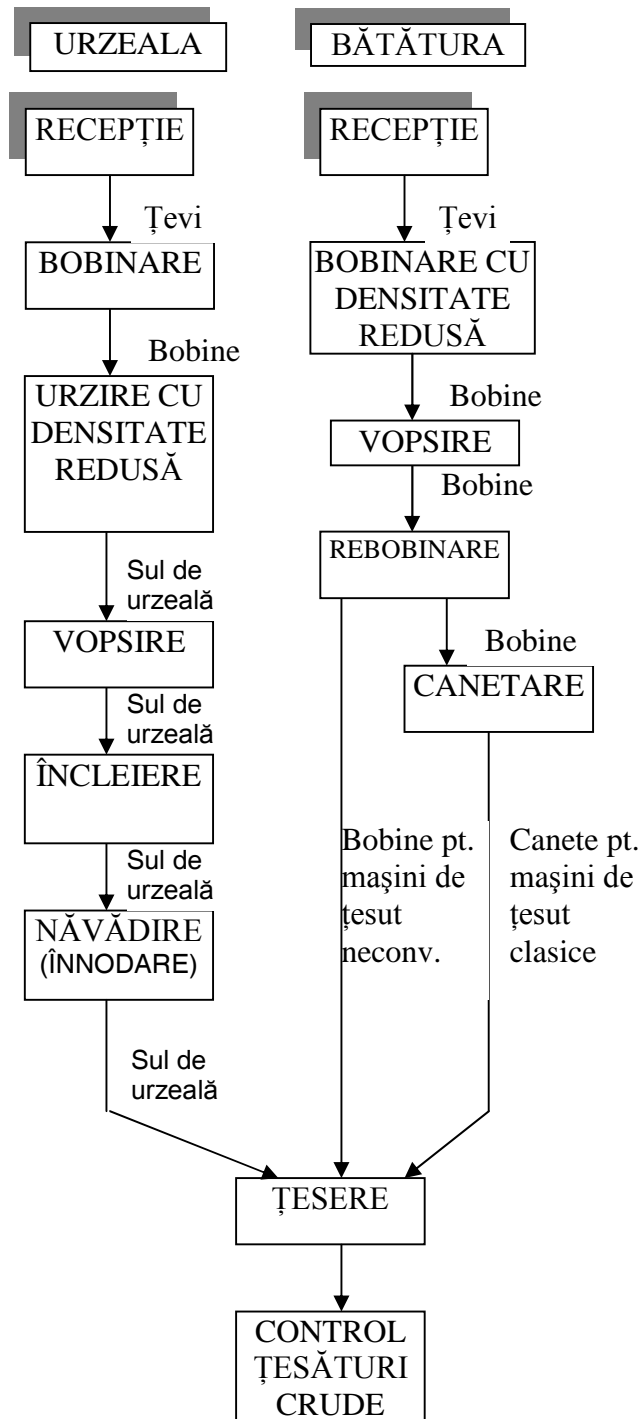 URZEALA
BĂTĂTURA
RECEPȚIE
RECEPȚIE
Țevi
Țevi
BOBINARE
BOBINARE CU
DENSITATE
REDUSĂ
Bobine
URZIRE CU
DENSITATE
REDUSĂ
Bobine
VOPSIRE
Bobine
REBOBINARE
Sul de
urzeală
VOPSIRE
Bobine
CANETARE
Sul de
urzeală
ÎNCLEIERE
Sul de
urzeală
NĂVĂDIRE
(ÎNNODARE)
Bobine pt.
maşini de
țesut
neconv.
Canete pt.
maşini de
țesut
clasice
Sul de
urzeală
ȚESERE
CONTROL
ȚESĂTURI
CRUDE